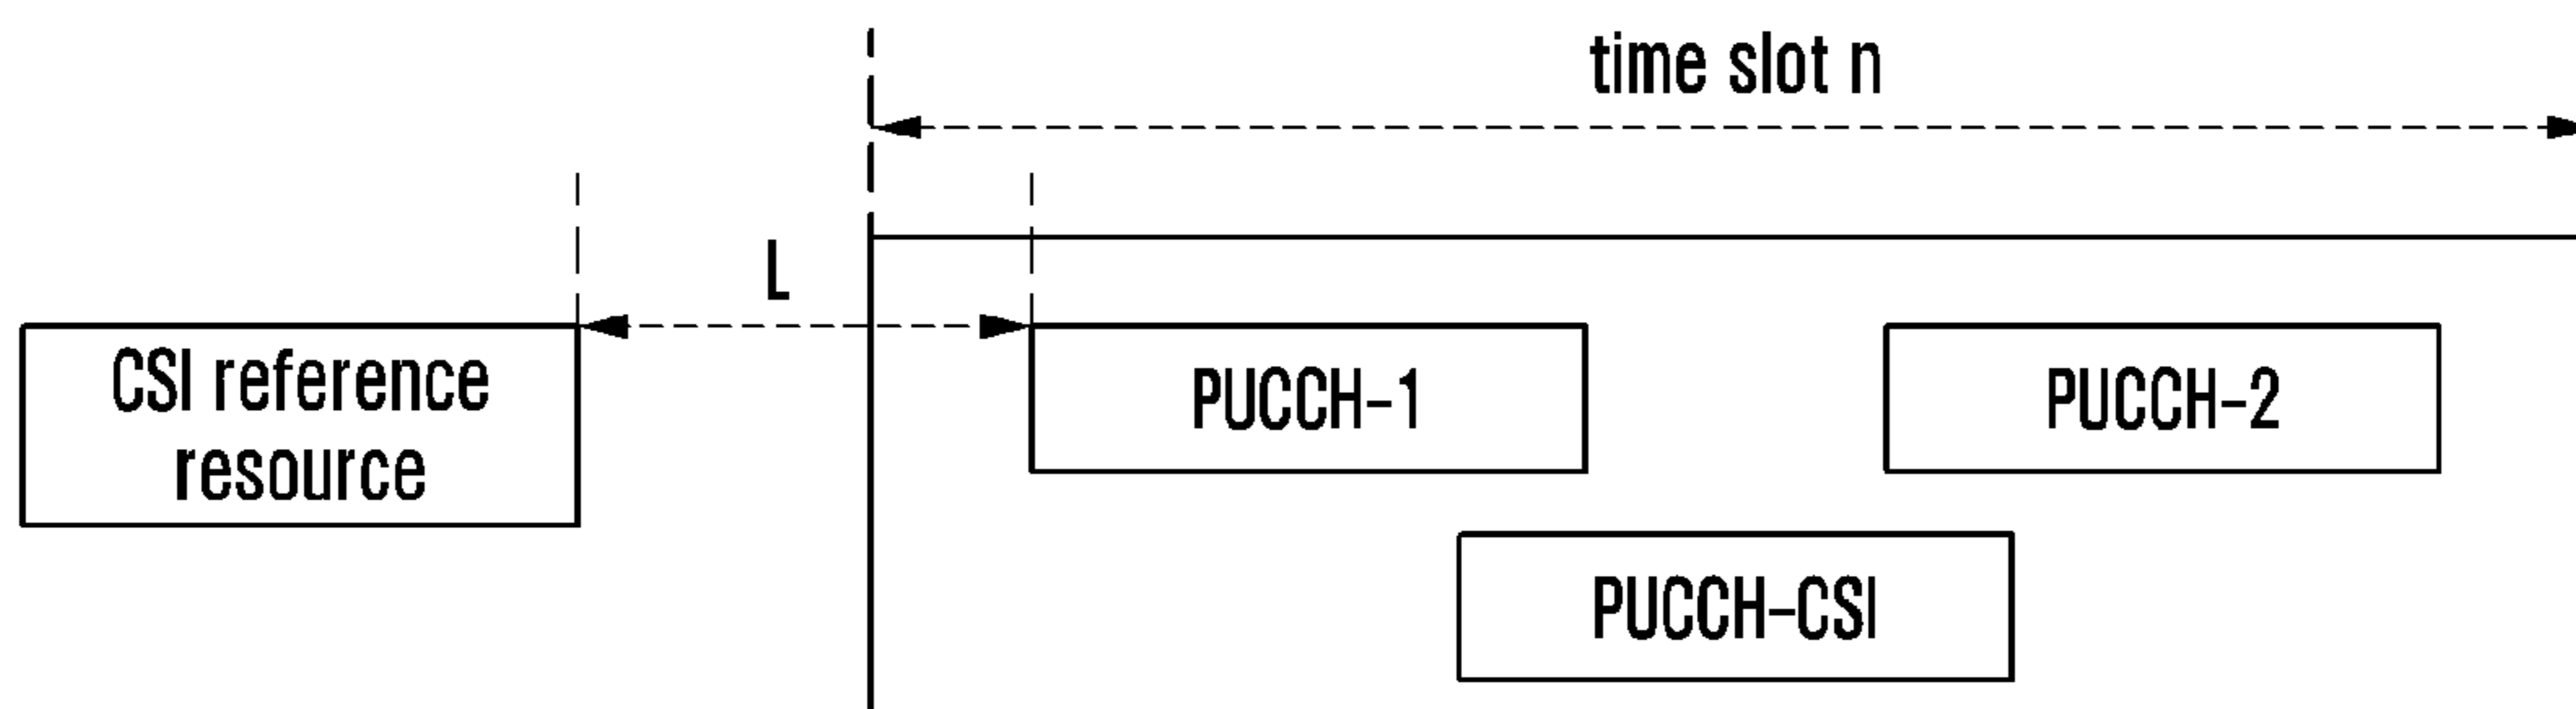 time slot n
L
CSI reference
resource
PUCCH-1
PUCCH-2
PUCCH-CSI